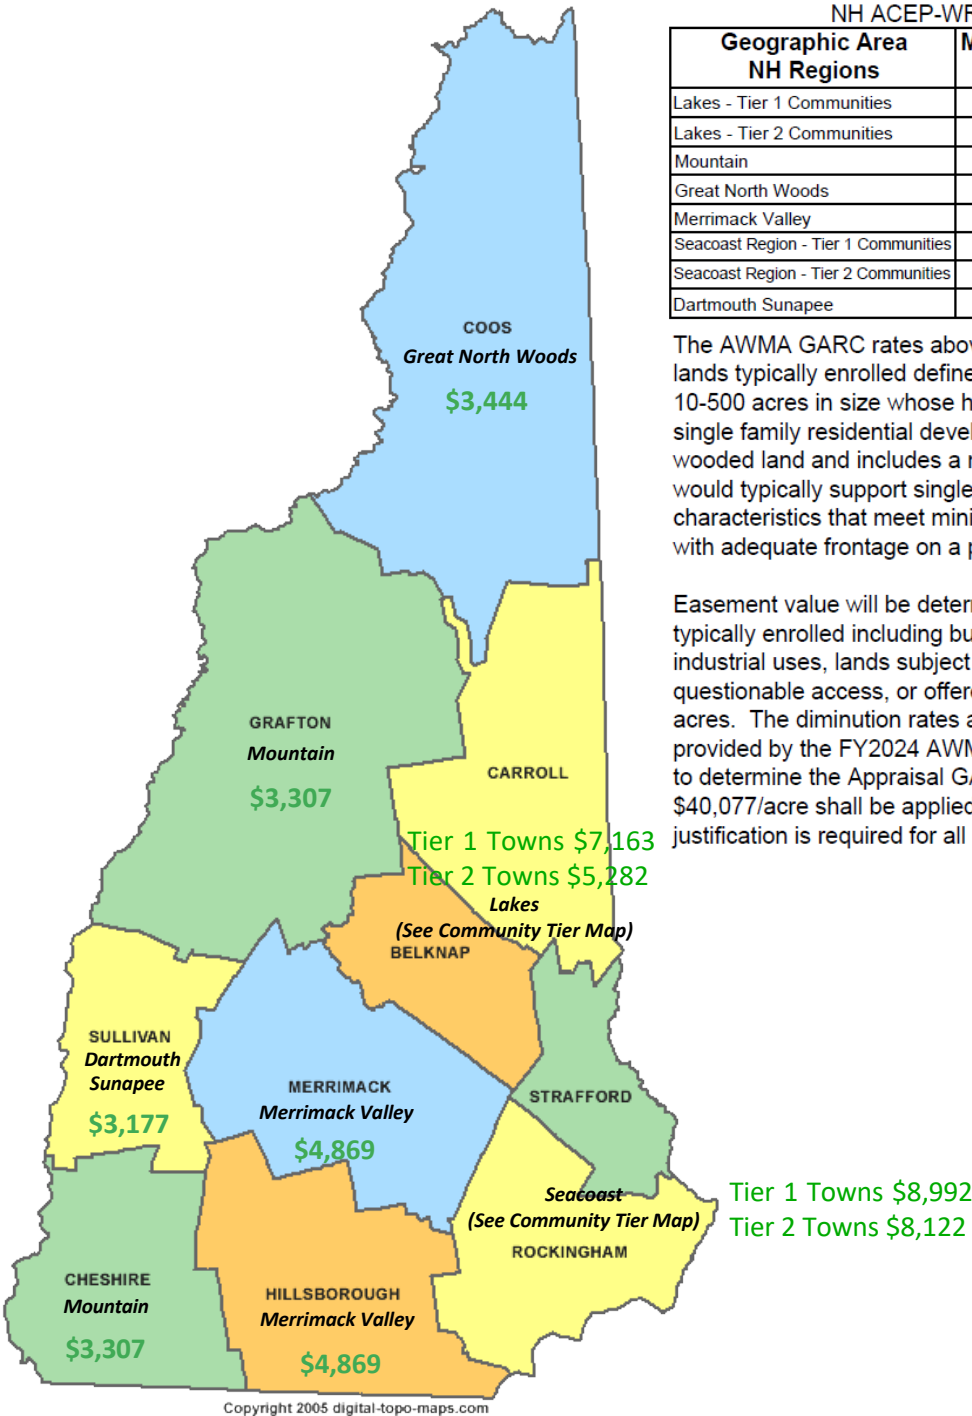 NH ACEP-WR
Geographic Area
NH Regions
Lakes - Tier 1 Communities
Lakes - Tier 2 Communities
Mountain
Great North Woods
Merrimack Valley
Seacoast Region - Tier 1 Communities
Seacoast Region - Tier 2 Communities
Dartmouth Sunapee
The AWMA GARC rates abov
lands typically enrolled define
10-500 acres in size whose h
single family residential devel
wooded land and includes a r
would typically support single
characteristics that meet mini
with adequate frontage on a p
Easement value will be deterr
typically enrolled including bu
industrial uses, lands subject
questionable access, or offere
acres. The diminution rates a
provided by the FY2024 AWM
to determine the Appraisal GA
$40,077/acre shall be applied
justification is required for all
COOS
Great North Woods
$3,444
GRAFTON
Mountain
$3,307
CARROLL
Tier 1 Towns $7,163
Tier 2 Towns $5,282
Lakes
(See Community Tier Map)
BELKNAP
SULLIVAN
Dartmouth
Sunapee
$3,177
MERRIMACK
Merrimack Valley
$4,869
STRAFFORD
Seacoast
(See Community Tier Map)
ROCKINGHAM
Tier 1 Towns $8,992
Tier 2 Towns $8,122
CHESHIRE
Mountain
$3,307
HILLSBOROUGH
Merrimack Valley
$4,869
Copyright 2005 digital-topo-maps.com